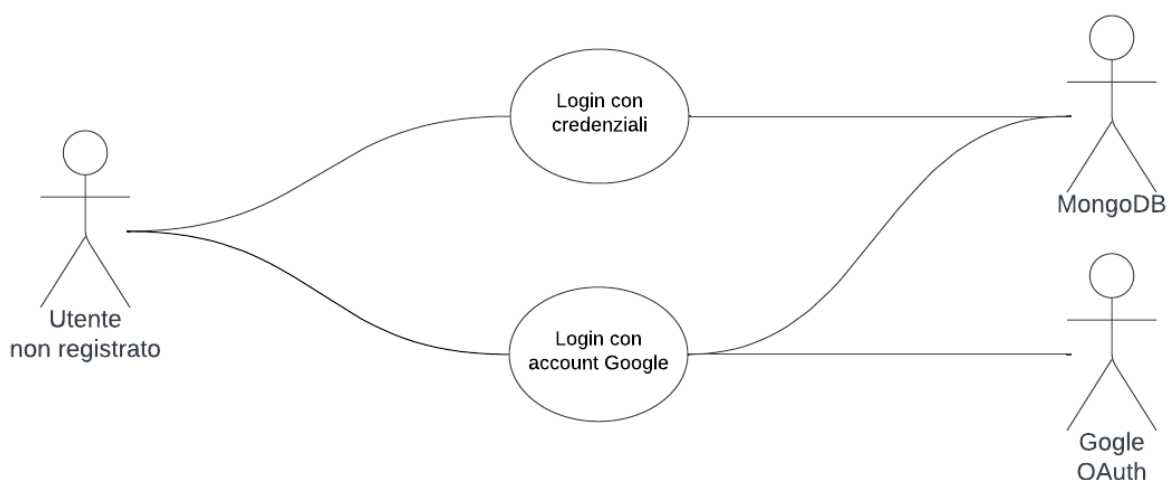 Login con
credenziali
MongoDB
Utente
non registrato
Login con
account Google
Gogle
OAuth